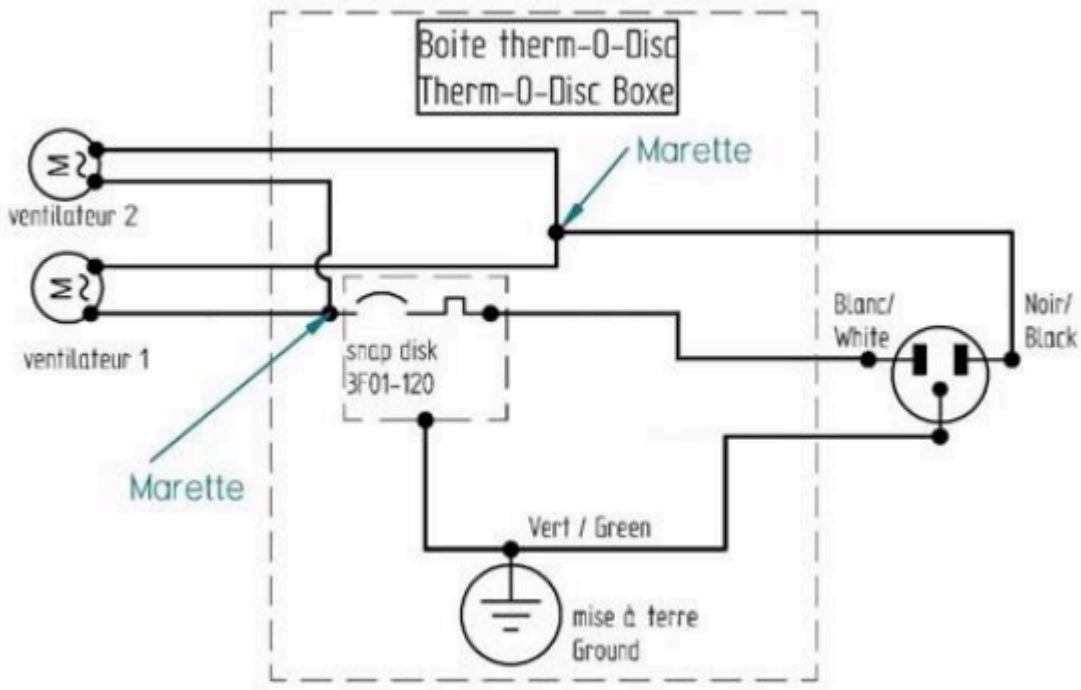 Boite therm-O-Disc
Therm-O-Disc Boxe
Marette
M
ventilateur 2
M
ventilateur 1
Blanc/
White
Noir/
Black
snap disk
3F01-120
Marette
Vert / Green
mise à terre
Ground